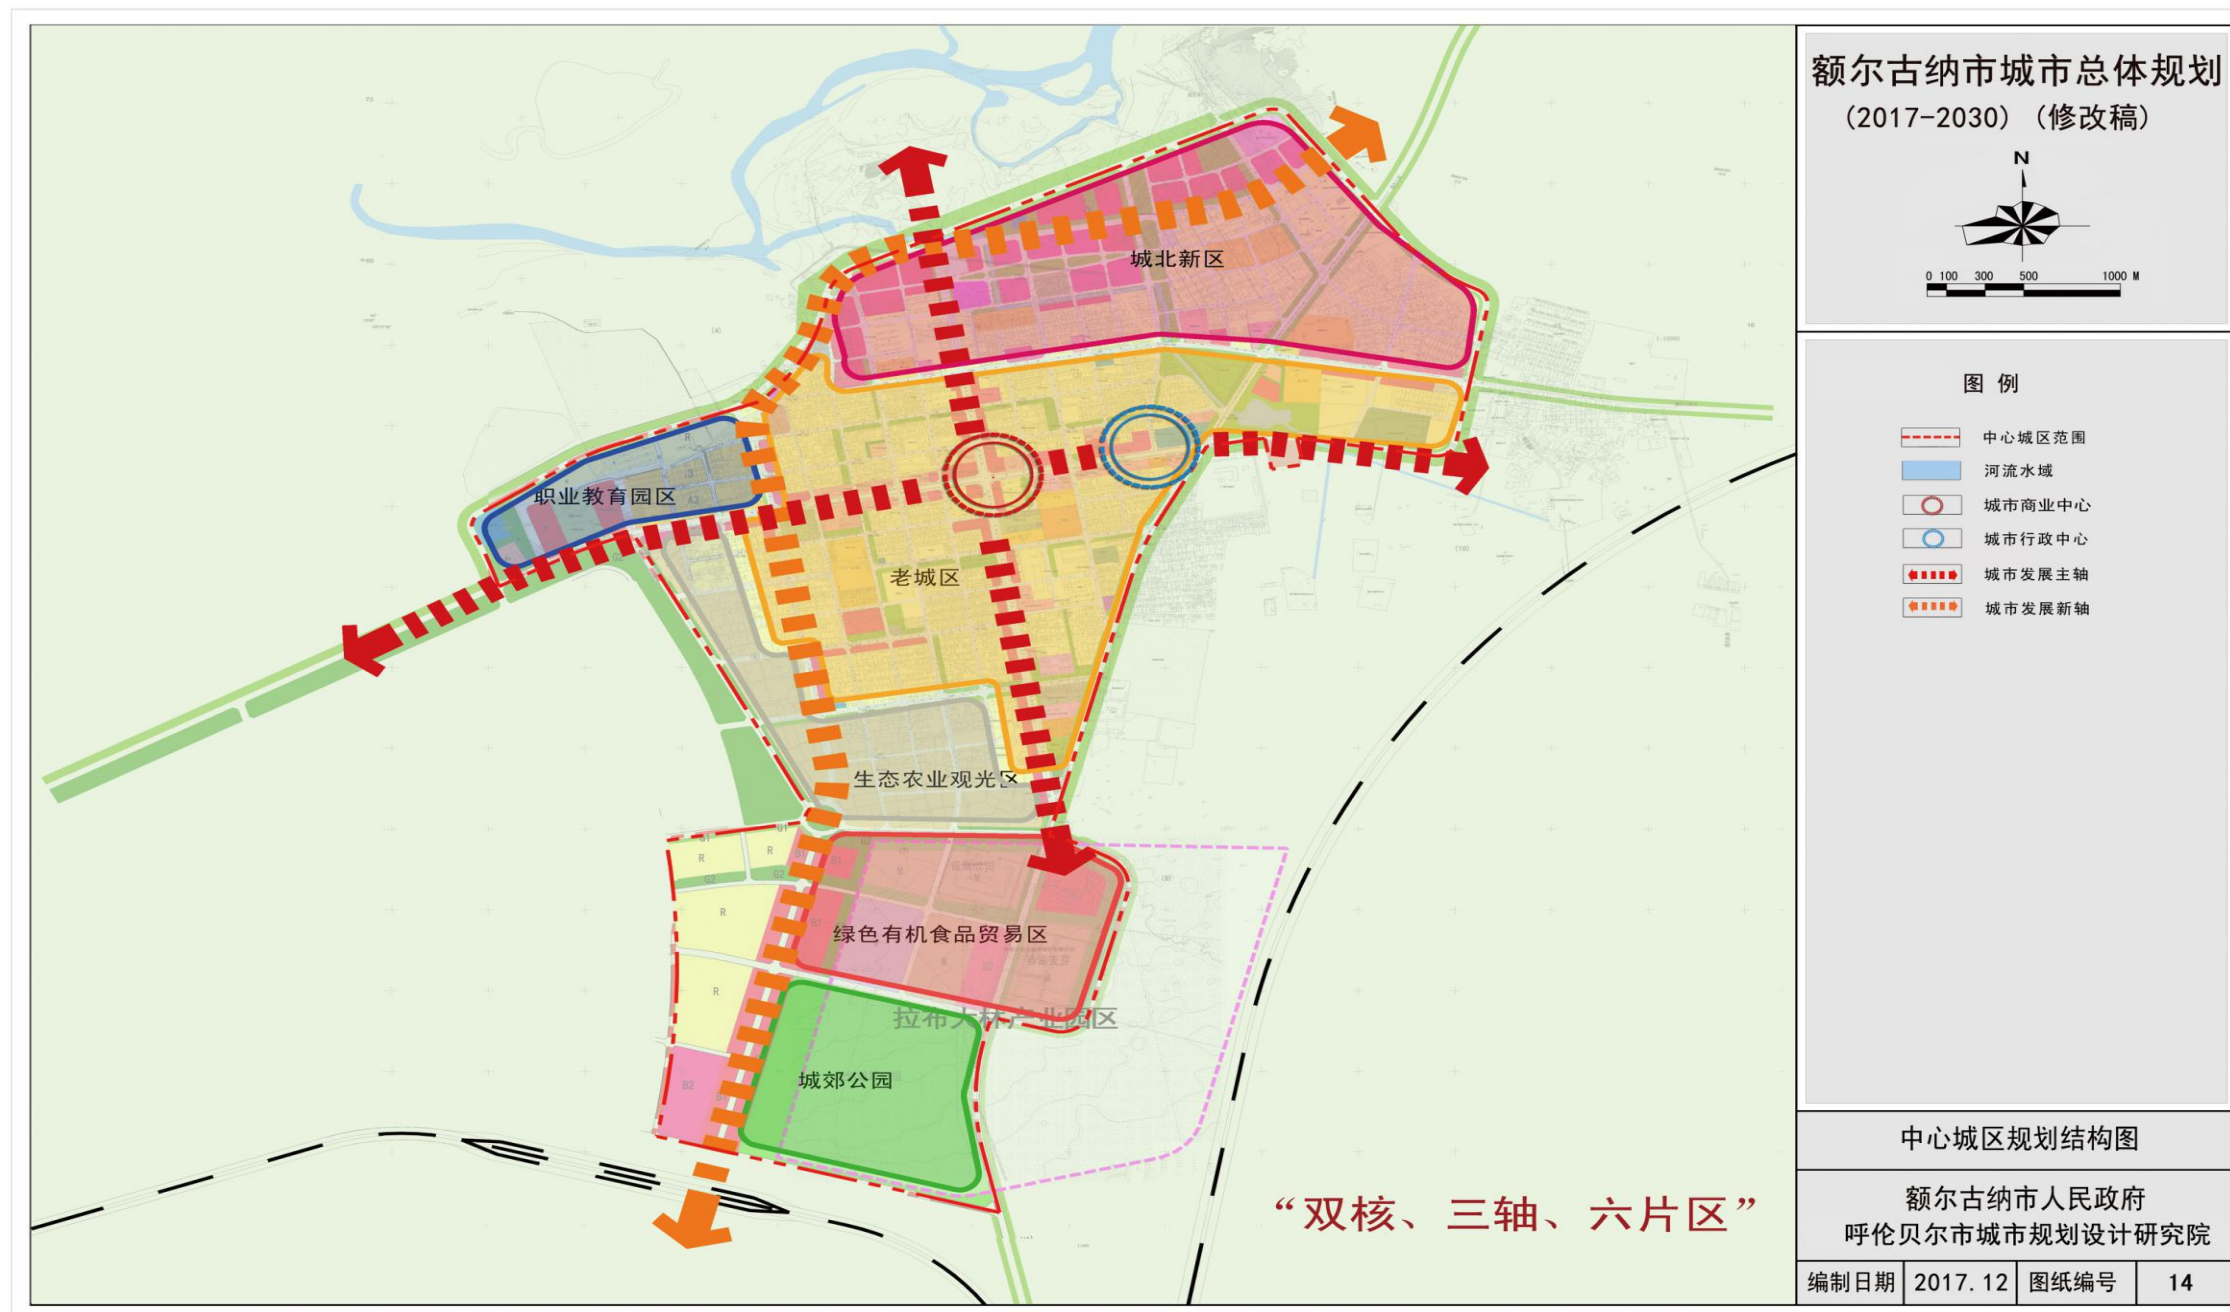 额尔古纳市城市总体规划
(2017-2030) (修改稿)
N
0 100 300 500 1000 M
图 例
中心城区范围
河流水域
城市商业中心
城市行政中心
城市发展主轴
城市发展新轴
城北新区
职业教育园区
老城区
生态农业观光区
绿色有机食品贸易区
拉布大林产业园区
城郊公园
R
A3
G1
G1
R
R
G2
G2
R
R
B2
B1
B1
M
“双核、三轴、六片区”
中心城区规划结构图
额尔古纳市人民政府
呼伦贝尔市城市规划设计研究院
编制日期 2017.12 图纸编号 14